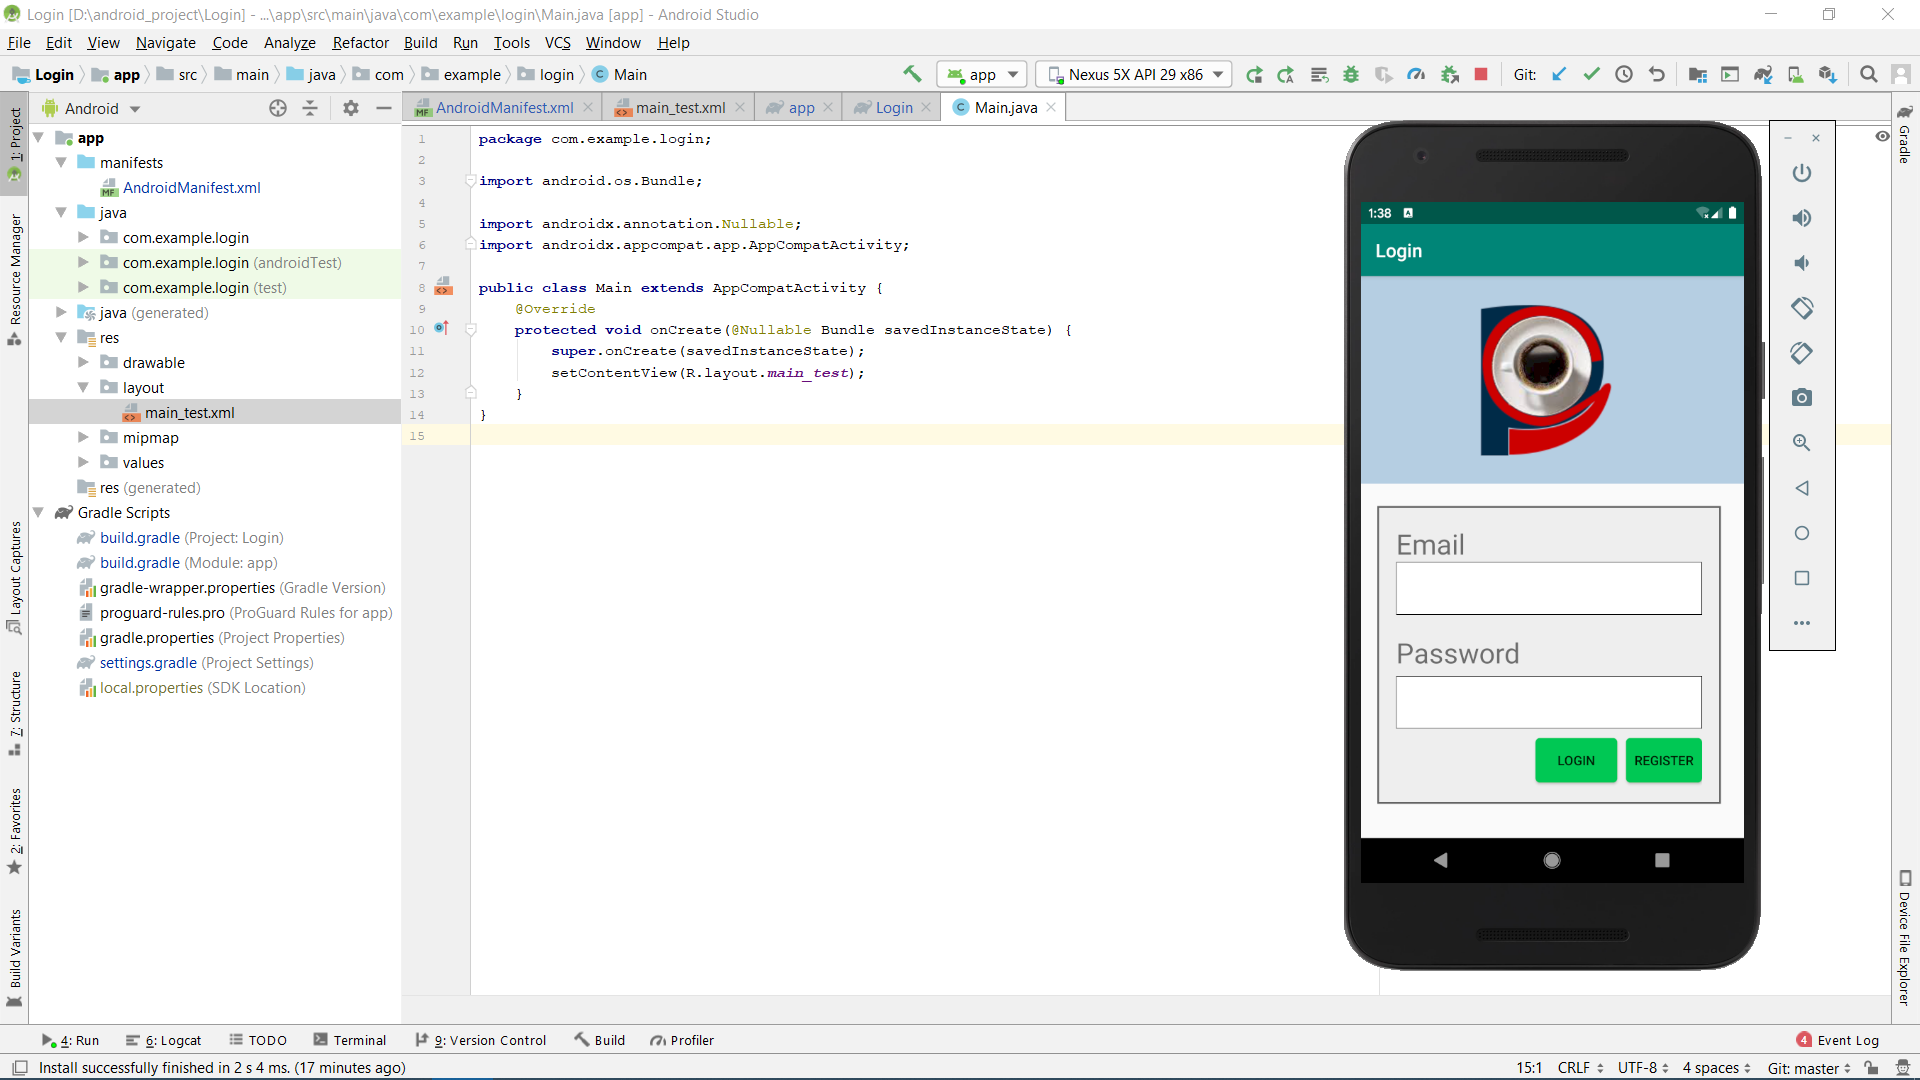 Login [D:\android_project\Login] - ...\app\src\main\java\com\example\login\Main.java [app] - Android Studio
File Edit View Navigate Code Analyze Refactor Build Run Tools VCS Window Help
Login app src main java com example login Main
app Nexus 5X API 29 x86 Git:
Android
AndroidManifest.xml main_test.xml app Login Main.java
1: Project
Resource Manager
Layout Captures
7: Structure
2: Favorites
Build Variants
app
manifests
AndroidManifest.xml
java
com.example.login
com.example.login (androidTest)
com.example.login (test)
java (generated)
res
drawable
layout
main_test.xml
mipmap
values
res (generated)
Gradle Scripts
build.gradle (Project: Login)
build.gradle (Module: app)
gradle-wrapper.properties (Gradle Version)
proguard-rules.pro (ProGuard Rules for app)
gradle.properties (Project Properties)
settings.gradle (Project Settings)
local.properties (SDK Location)
1 package com.example.login;
2
3 import android.os.Bundle;
4
5 import androidx.annotation.Nullable;
6 import androidx.appcompat.app.AppCompatActivity;
7
8 public class Main extends AppCompatActivity {
9 @Override
10 protected void onCreate(@Nullable Bundle savedInstanceState) {
11 super.onCreate(savedInstanceState);
12 setContentView(R.layout.main_test);
13 }
14 }
15
1:38
Login
Email
Password
LOGIN REGISTER
Gradle
Device File Explorer
4: Run 6: Logcat TODO Terminal 9: Version Control Build Profiler 4 Event Log
Install successfully finished in 2 s 4 ms. (17 minutes ago) 15:1 CRLF UTF-8 4 spaces Git: master